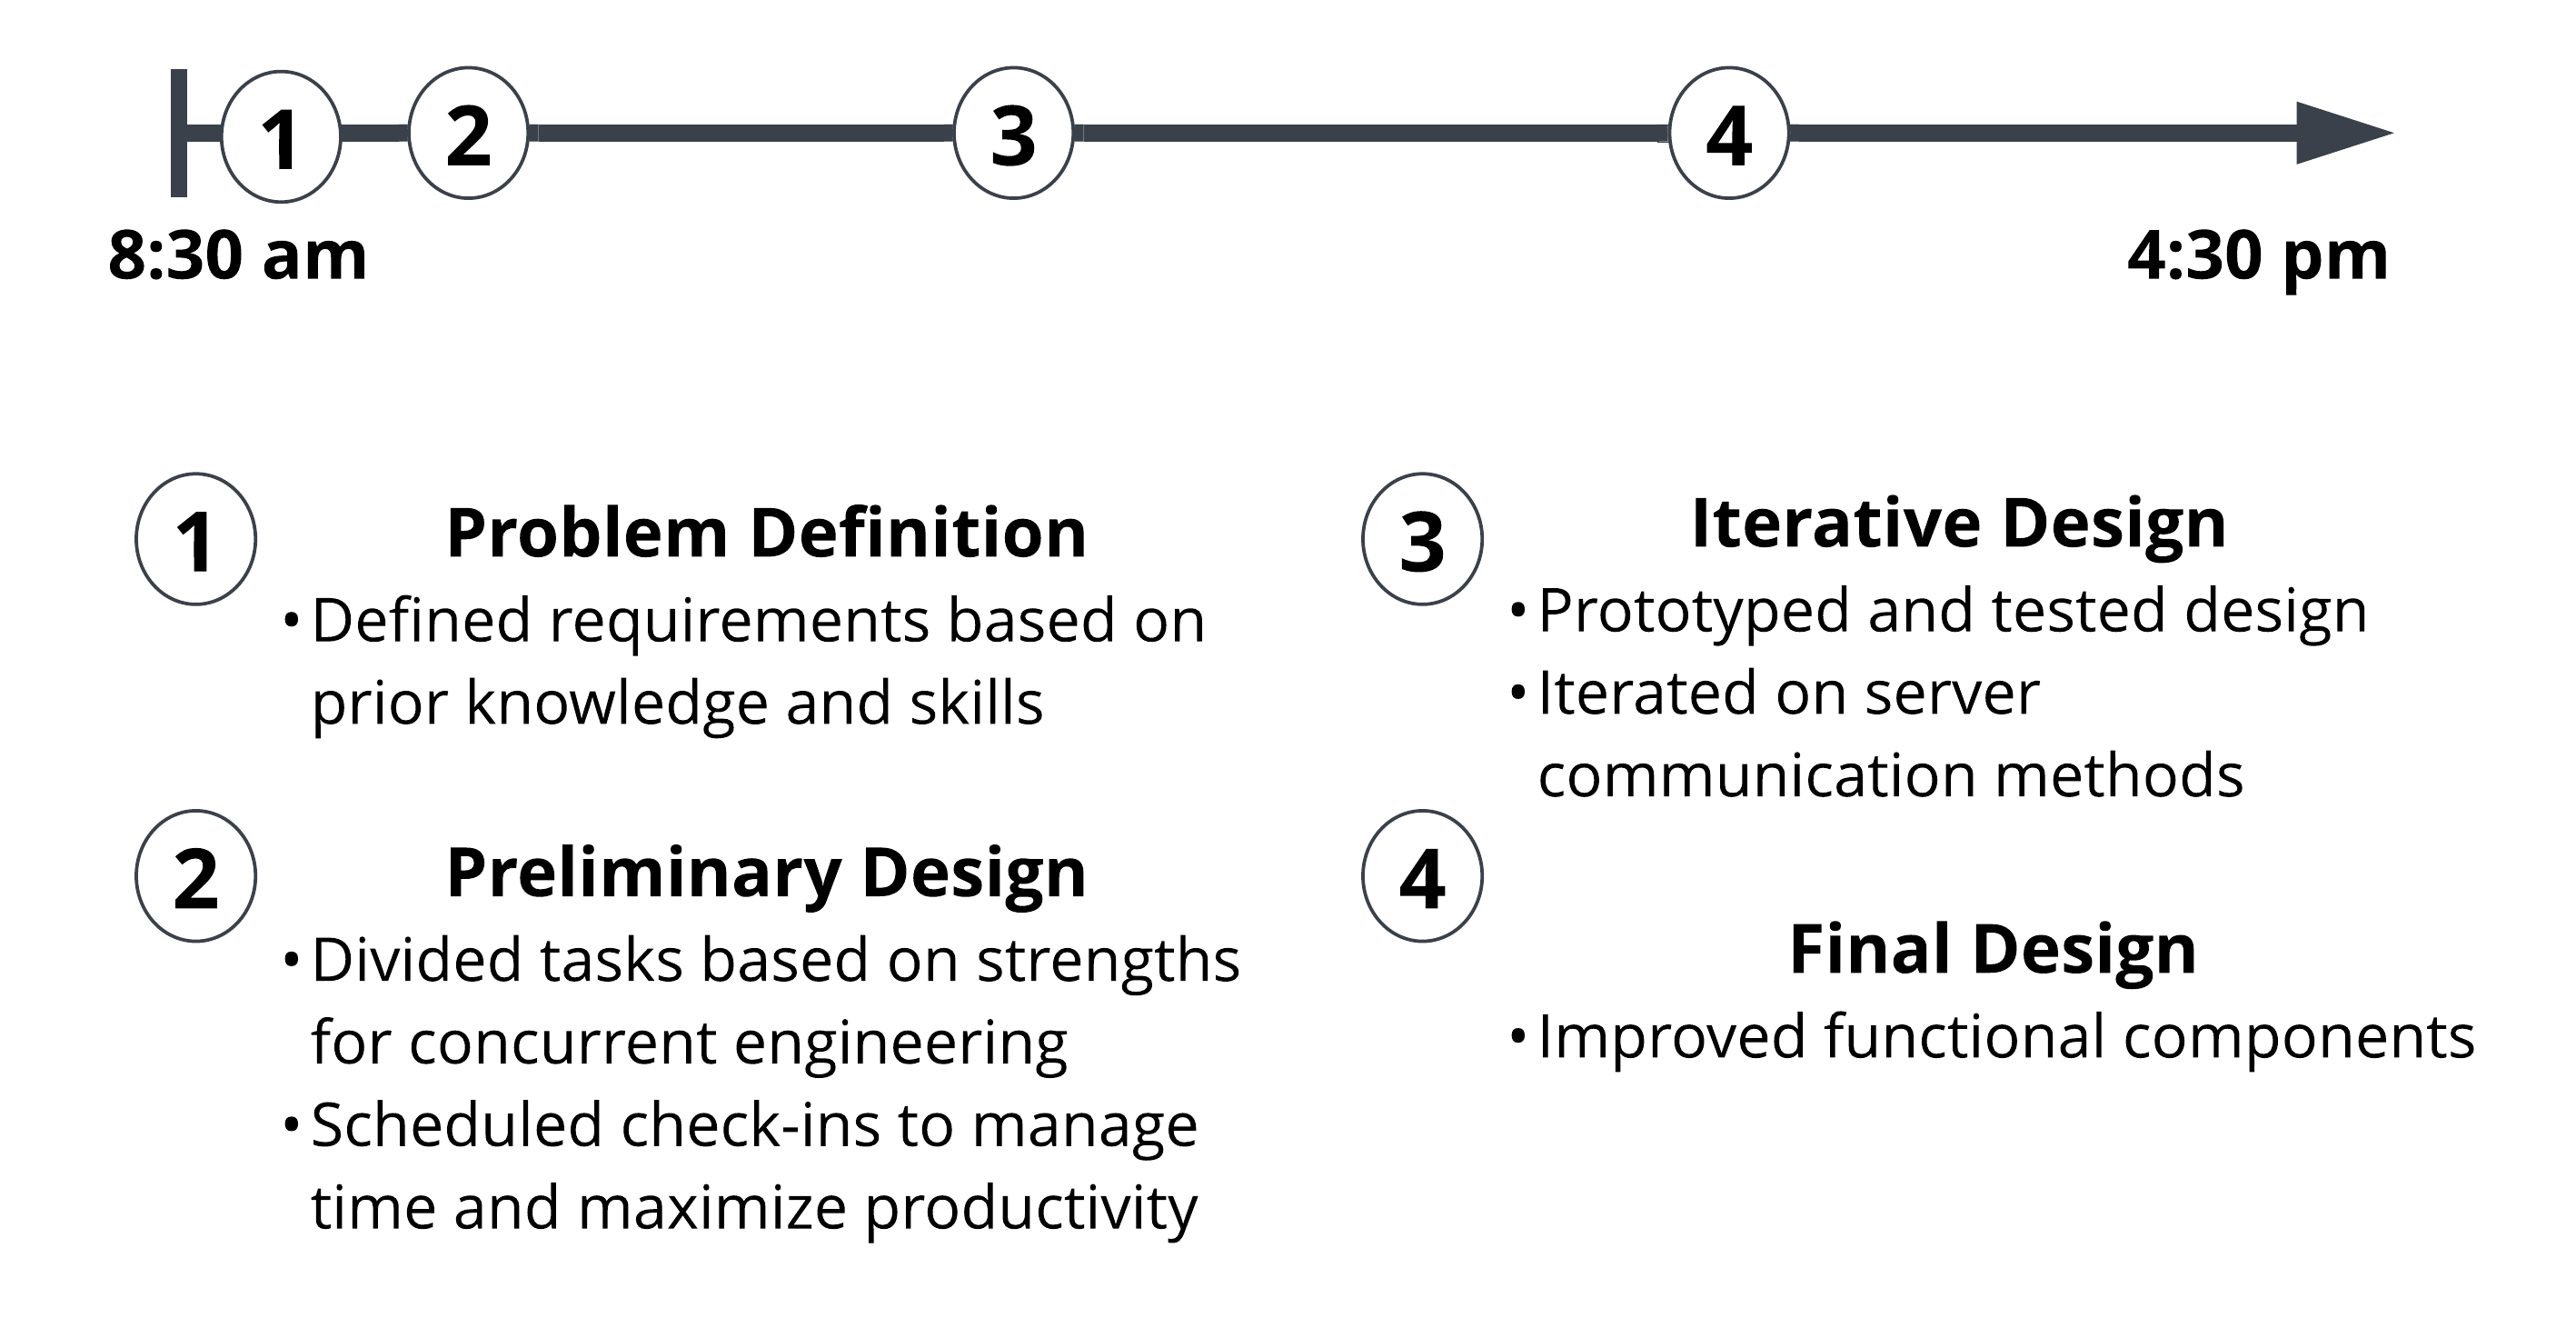 1
2
3
4
8:30 am
4:30 pm
1
Problem Definition
• Defined requirements based on
prior knowledge and skills
2
Preliminary Design
• Divided tasks based on strengths
for concurrent engineering
• Scheduled check-ins to manage
time and maximize productivity
3
Iterative Design
• Prototyped and tested design
• Iterated on server
communication methods
4
Final Design
• Improved functional components